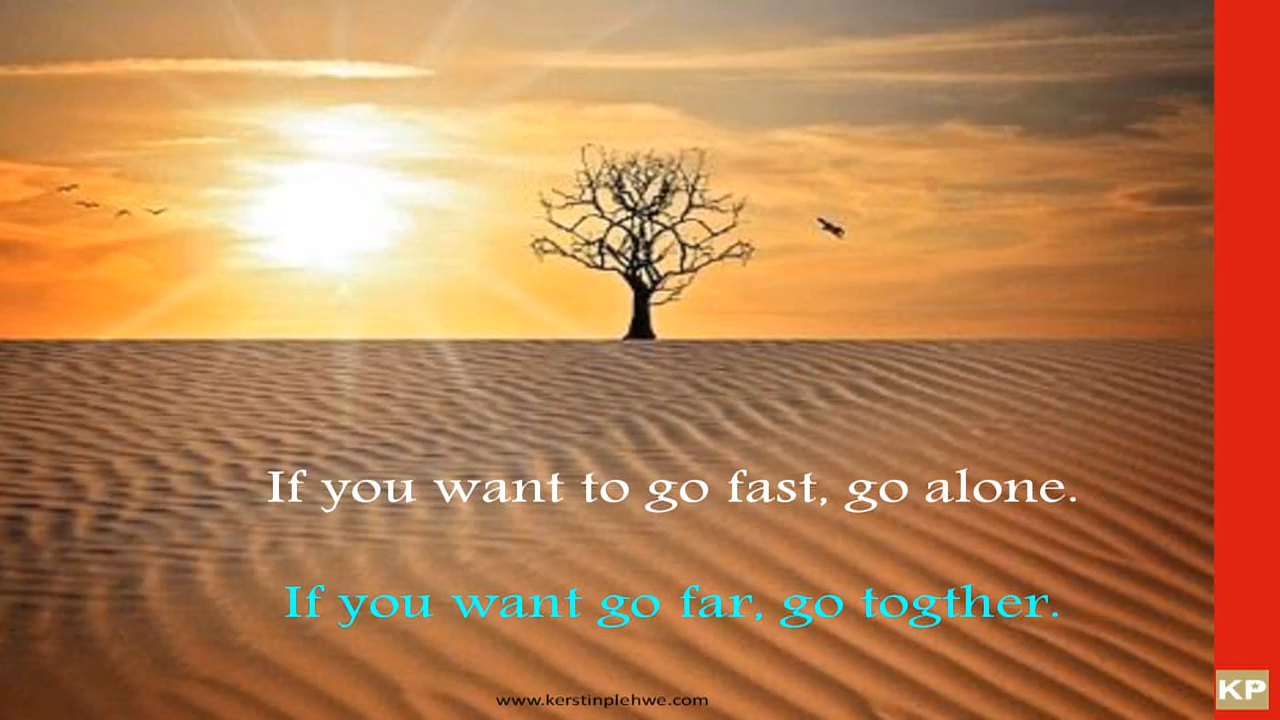 If you want to go fast, go alone.
If you want go far, go togther.
www.kerstinplehwe.com
KP